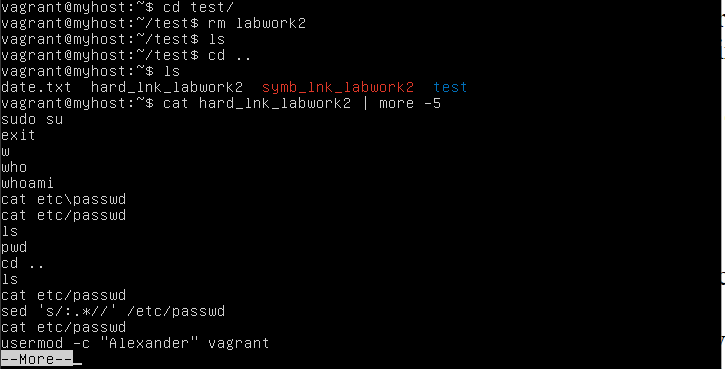 vagrant@myhost:~$ cd test/
vagrant@myhost:~/test$ rm labwork2
vagrant@myhost:~/test$ ls
vagrant@myhost:~/test$ cd ..
vagrant@myhost:~$ ls
date.txt  hard_lnk_labwork2  symb_lnk_labwork2  test
vagrant@myhost:~$ cat hard_lnk_labwork2 | more -5
sudo su
exit
w
who
whoami
cat etc\passwd
cat etc/passwd
ls
pwd
cd ..
ls
cat etc/passwd
sed 's/:.*//' /etc/passwd
cat etc/passwd
usermod -c "Alexander" vagrant
--More--